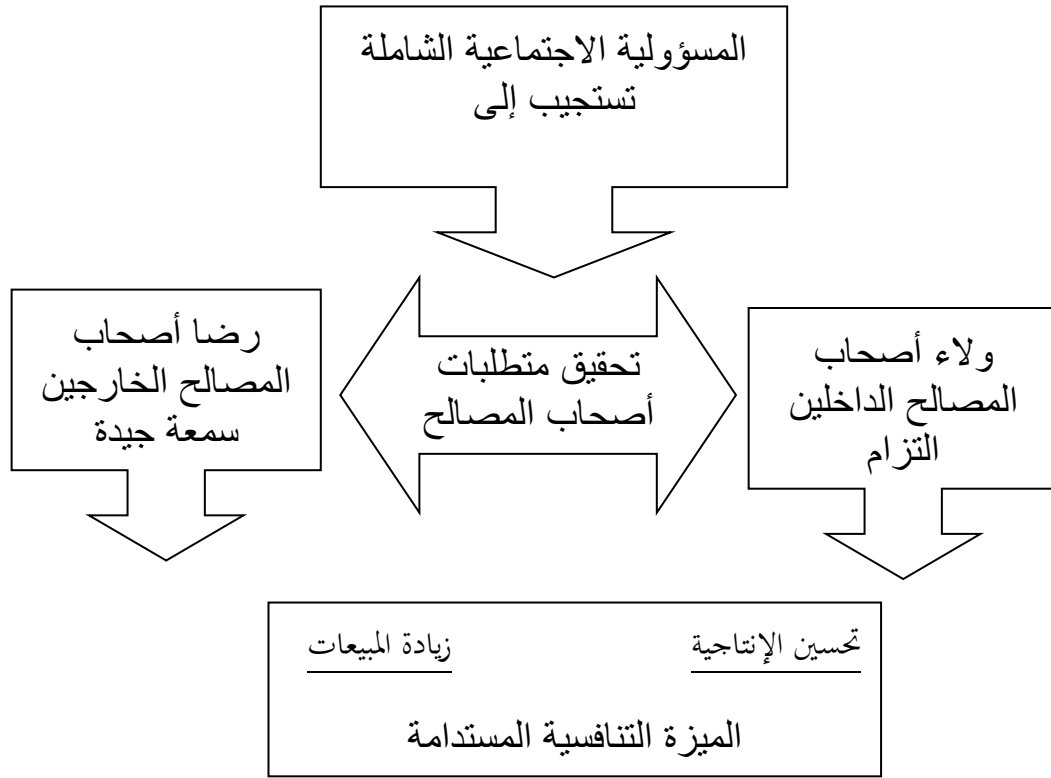 المسؤولية الاجتماعية الشاملة
تستجيب إلى
تحقيق متطلبات
أصحاب المصالح
ولاء أصحاب
المصالح الداخلين
التزام
رضا أصحاب
المصالح الخارجين
سمعة جيدة
تحسين الإنتاجية
زيادة المبيعات
الميزة التنافسية المستدامة